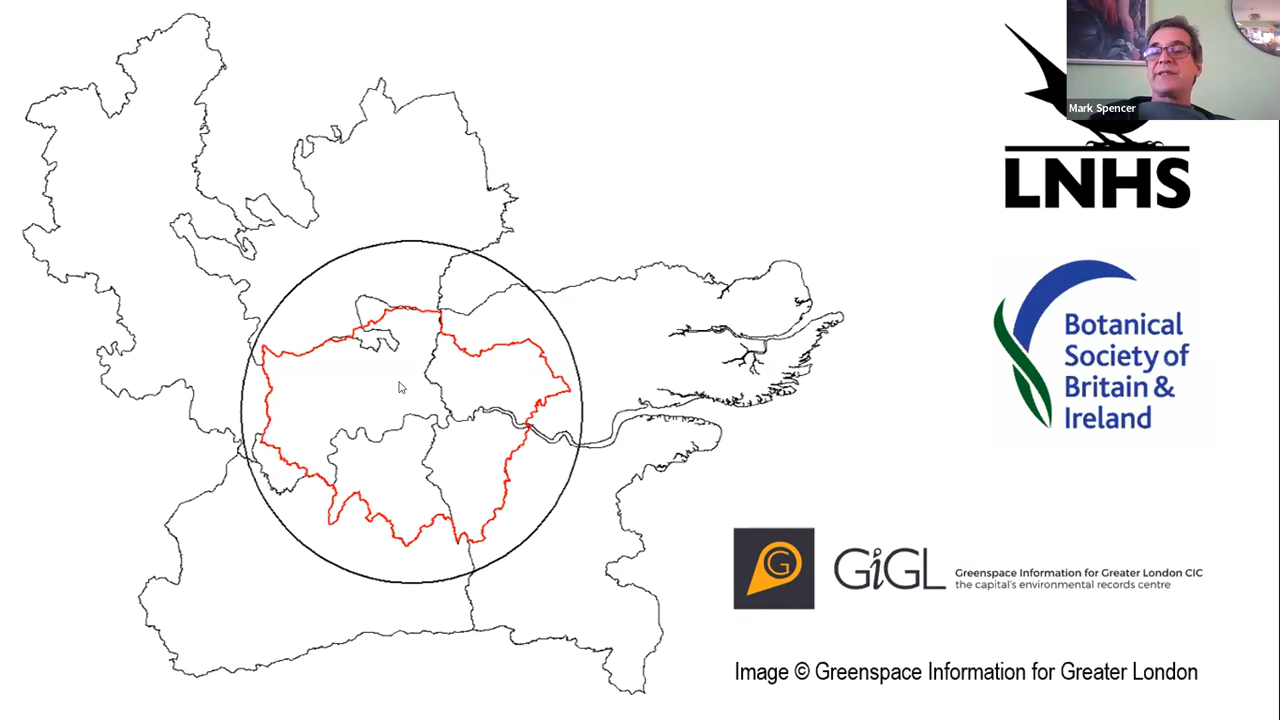 Mark Spencer
LNHS
Botanical
Society of
Britain &
Ireland
G
GiGL
Greenspace Information for Greater London CIC
the capital's environmental records centre
Image © Greenspace Information for Greater London